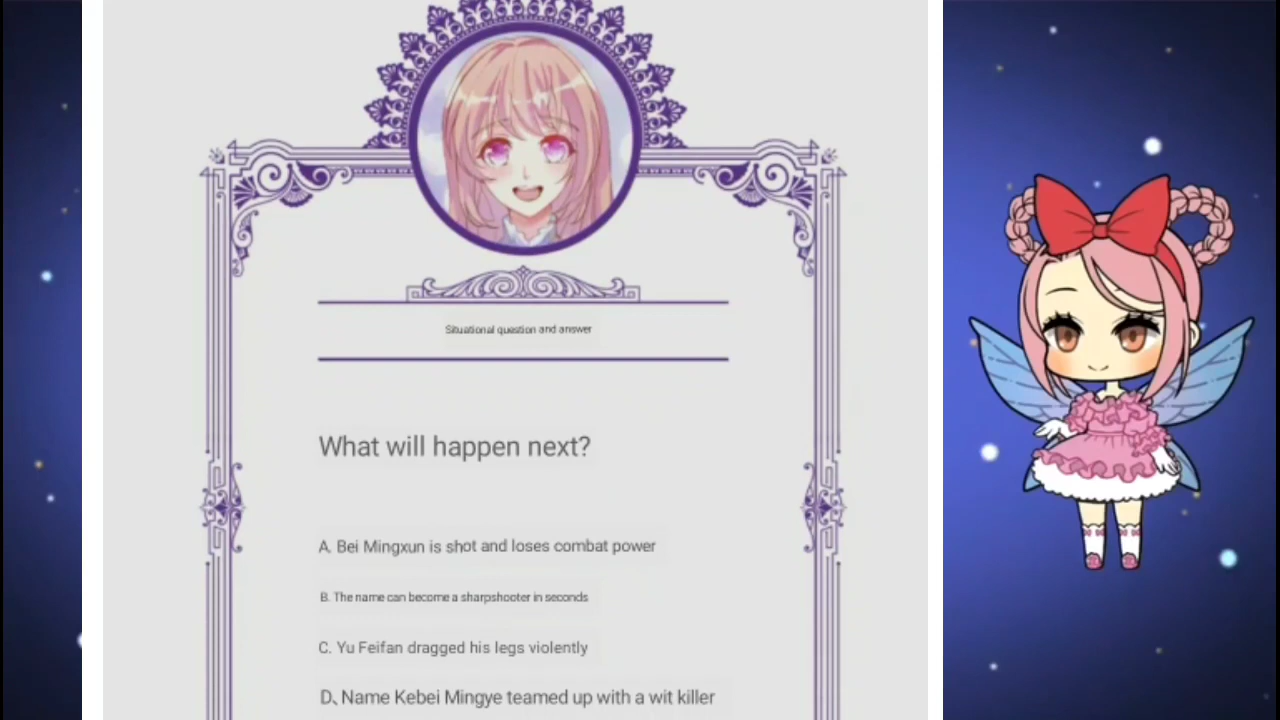 Situational question and answer
What will happen next?
A. Bei Mingxun is shot and loses combat power
B. The name can become a sharpshooter in seconds
C. Yu Feifan dragged his legs violently
D、Name Kebei Mingye teamed up with a wit killer